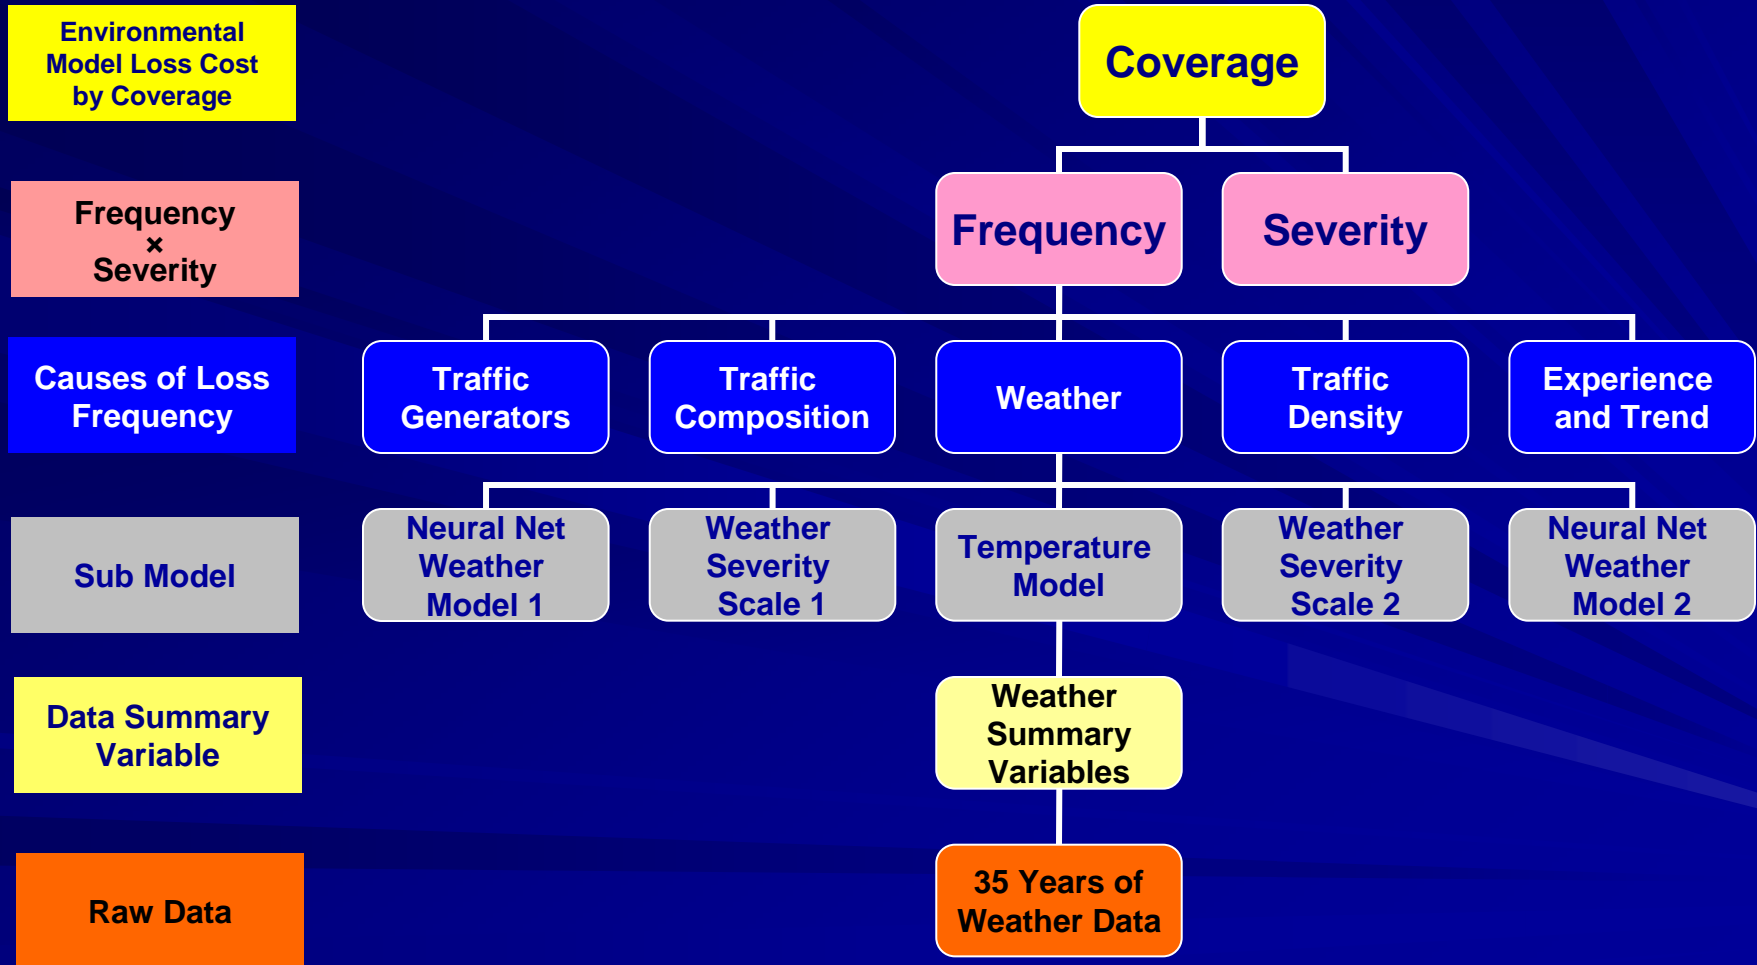 Environmental
Model Loss Cost
by Coverage
Coverage
Frequency
×
Severity
Frequency
Severity
Causes of Loss
Frequency
Traffic
Generators
Traffic
Composition
Weather
Traffic
Density
Experience
and Trend
Sub Model
Neural Net
Weather
Model 1
Weather
Severity
Scale 1
Temperature
Model
Weather
Severity
Scale 2
Neural Net
Weather
Model 2
Data Summary
Variable
Weather
Summary
Variables
Raw Data
35 Years of
Weather Data